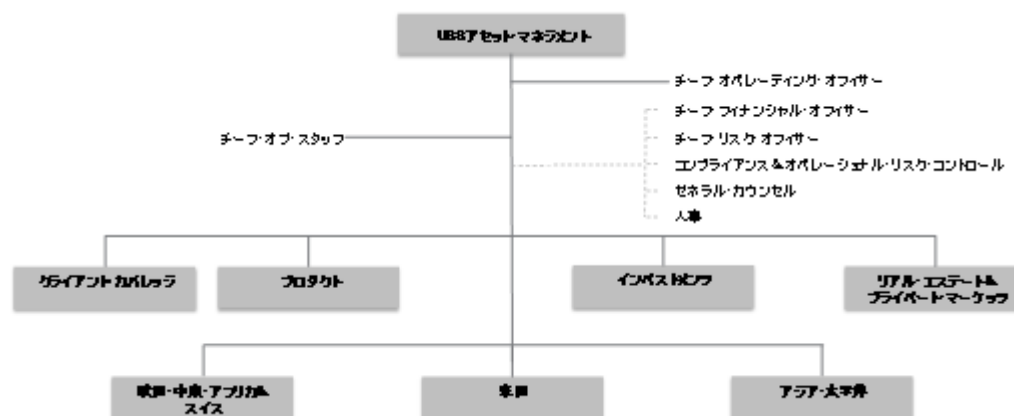 UBSアセット・マネジメント
チーフ・オペレーティング・オフィサー
チーフ・フィナンシャル・オフィサー
チーフ・オブ・スタッフ
チーフ・リスク・オフィサー
コンプライアンス&オペレーショナル・リスク・コントロール
ゼネラル・カウンセル
人事
クライアントカバレッジ
プロダクト
インベストメンツ
リアル・エステート&
プライベート・マーケッツ
欧州・中東・アフリカ&
スイス
米国
アジア・太平洋